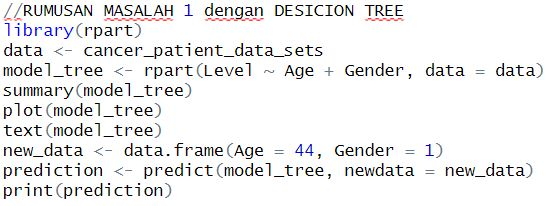 //RUMUSAN MASALAH 1 dengan DESICION TREE
library(rpart)
data <- cancer_patient_data_sets
model_tree <- rpart(Level ~ Age + Gender, data = data)
summary(model_tree)
plot(model_tree)
text(model_tree)
new_data <- data.frame(Age = 44, Gender = 1)
prediction <- predict(model_tree, newdata = new_data)
print(prediction)